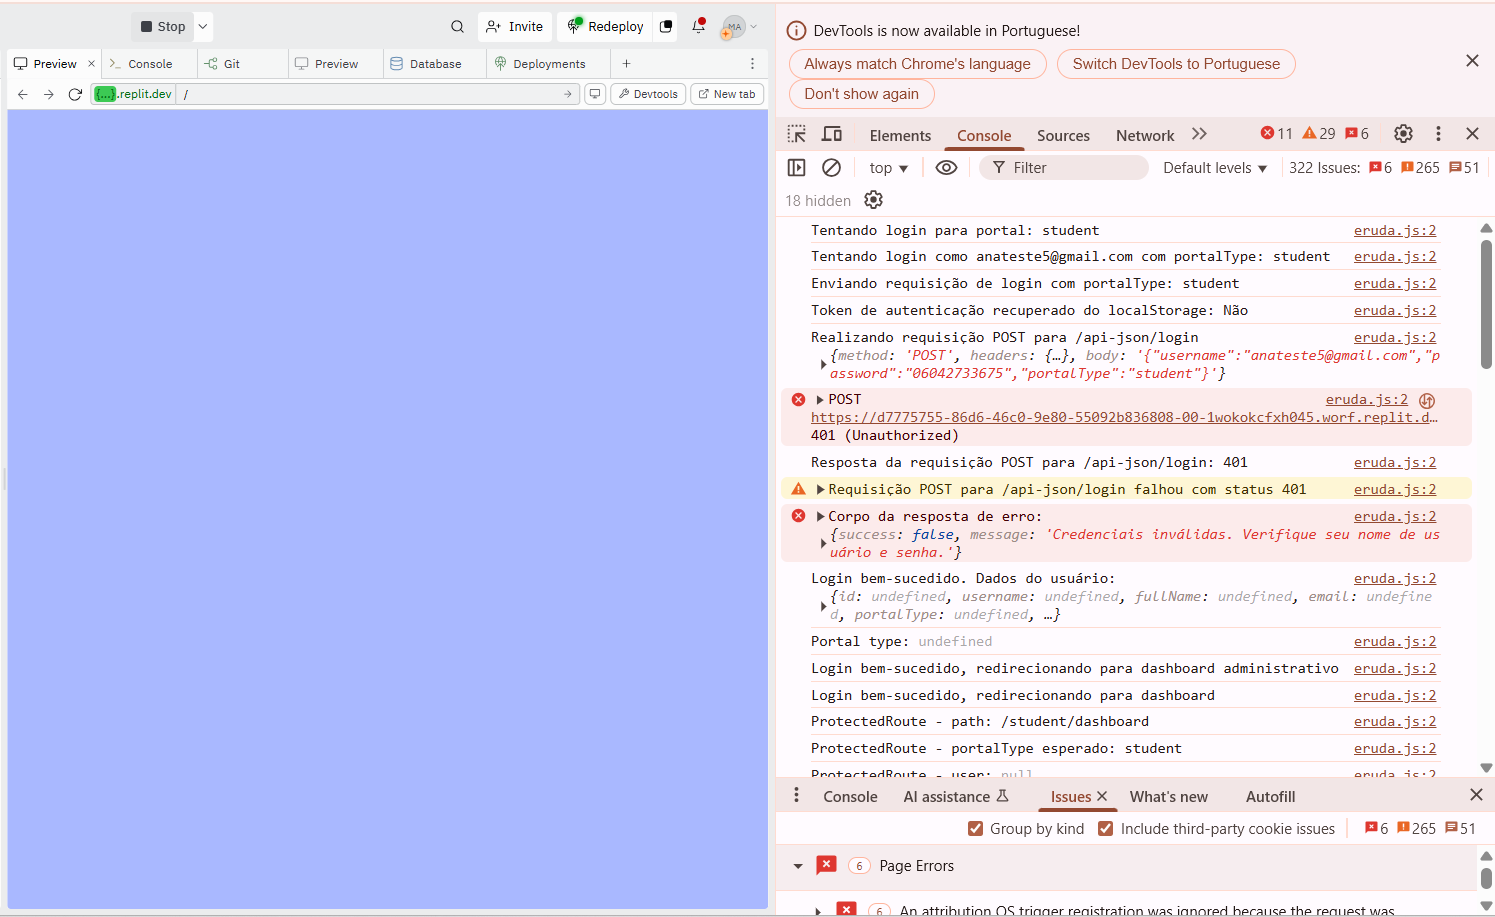 Stop
Invite
Redeploy
MA
Preview
Console
Git
Preview
Database
Deployments
{...}.replit.dev
/
Devtools
New tab
DevTools is now available in Portuguese!
Always match Chrome's language
Switch DevTools to Portuguese
Don't show again
Elements
Console
Sources
Network
11
29
6
top
Filter
Default levels
322 Issues:
6
265
51
18 hidden
Tentando login para portal: student eruda.js:2
Tentando login como anateste5@gmail.com com portalType: student eruda.js:2
Enviando requisição de login com portalType: student eruda.js:2
Token de autenticação recuperado do localStorage: Não eruda.js:2
Realizando requisição POST para /api-json/login eruda.js:2
{method: 'POST', headers: {…}, body: '{"username":"anateste5@gmail.com","p
assword":"06042733675","portalType":"student"}'}
POST eruda.js:2
https://d7775755-86d6-46c0-9e80-55092b836808-00-1wokokcfxh045.worf.replit.d…
401 (Unauthorized)
Resposta da requisição POST para /api-json/login: 401 eruda.js:2
Requisição POST para /api-json/login falhou com status 401 eruda.js:2
Corpo da resposta de erro: eruda.js:2
{success: false, message: 'Credenciais inválidas. Verifique seu nome de us
uário e senha.'}
Login bem-sucedido. Dados do usuário: eruda.js:2
{id: undefined, username: undefined, fullName: undefined, email: undefine
d, portalType: undefined, …}
Portal type: undefined eruda.js:2
Login bem-sucedido, redirecionando para dashboard administrativo eruda.js:2
Login bem-sucedido, redirecionando para dashboard eruda.js:2
ProtectedRoute - path: /student/dashboard eruda.js:2
ProtectedRoute - portalType esperado: student eruda.js:2
ProtectedRoute - user: null eruda.js:2
Console
AI assistance
Issues
What's new
Autofill
Group by kind
Include third-party cookie issues
6
265
51
6
Page Errors
6
An attribution OS trigger registration was ignored because the request was